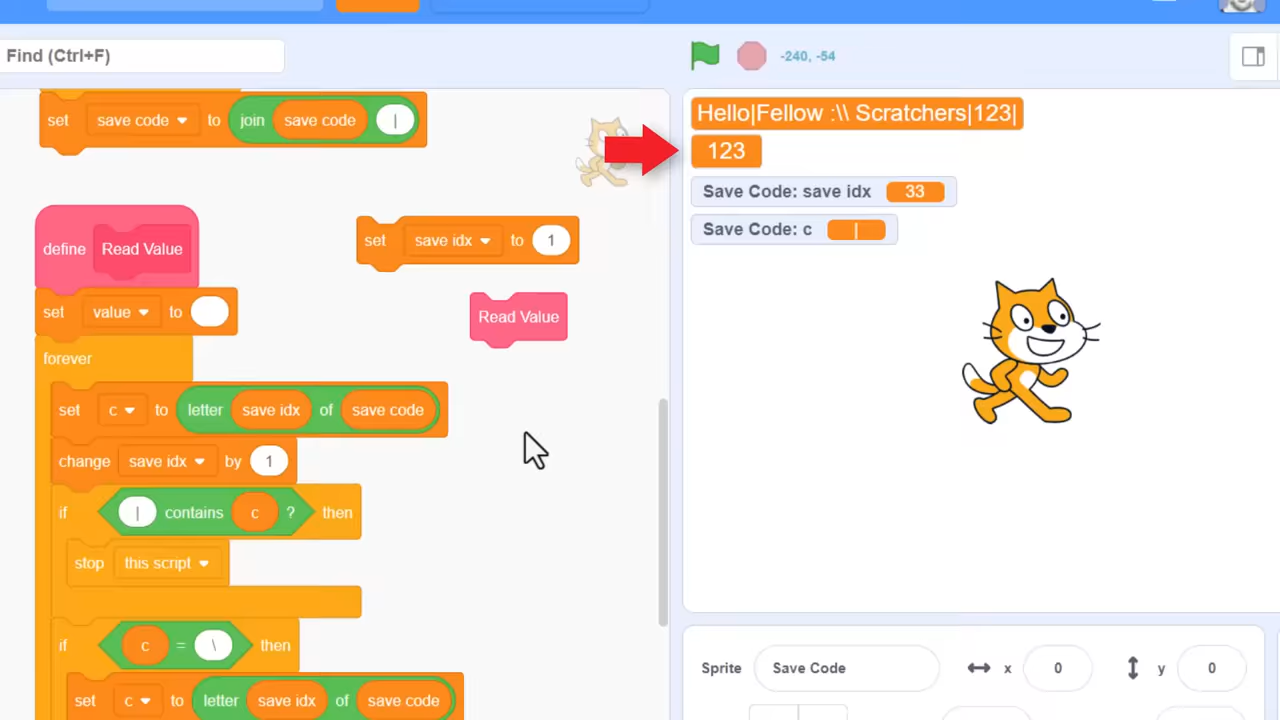 Find (Ctrl+F)
-240, -54
set save code to join save code |
Hello|Fellow :\\ Scratchers|123|
123
Save Code: save idx 33
Save Code: c |
define Read Value
set save idx to 1
set value to
Read Value
forever
set c to letter save idx of save code
change save idx by 1
if | contains c ? then
stop this script
if c = \ then
set c to letter save idx of save code
Sprite Save Code x 0 y 0